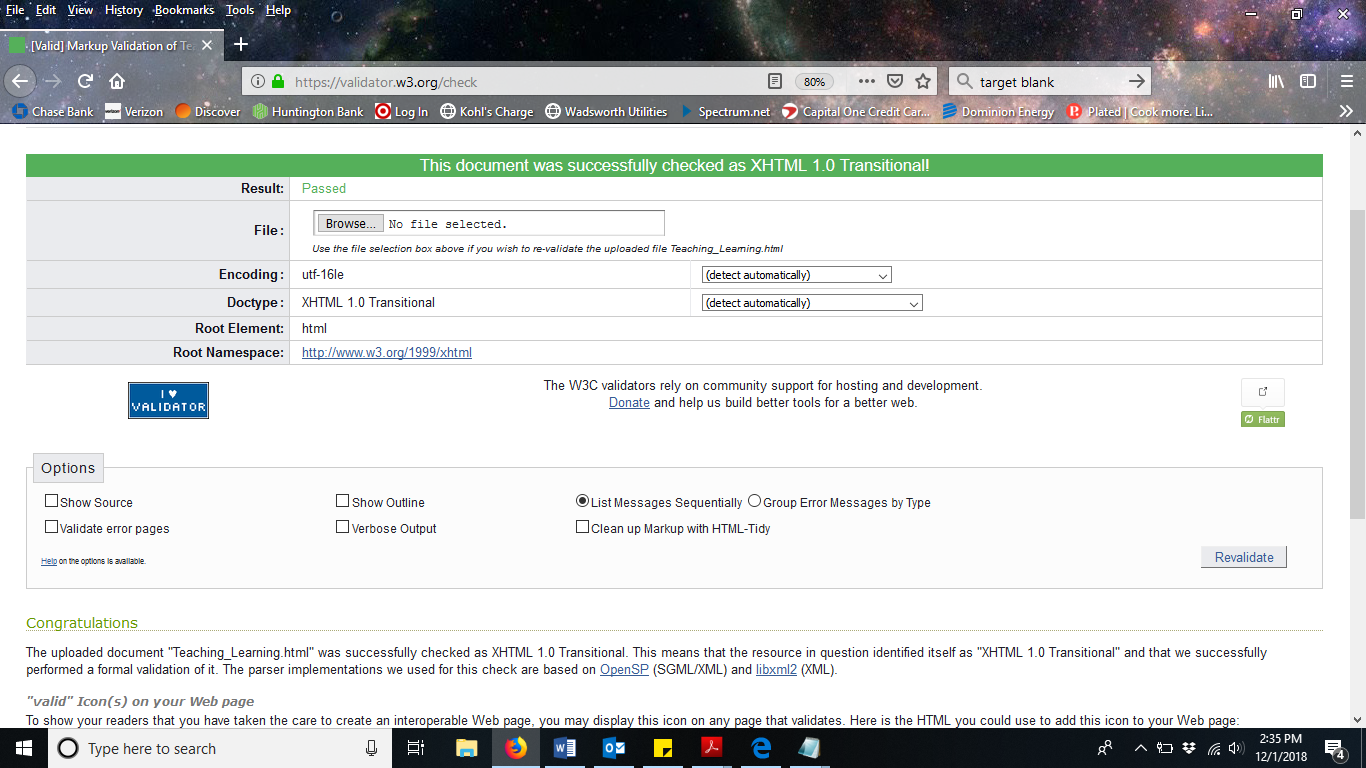 File Edit View History Bookmarks Tools Help
[Valid] Markup Validation of Te
https://validator.w3.org/check 80% target blank
Chase Bank Verizon Discover Huntington Bank Log In Kohl's Charge Wadsworth Utilities Spectrum.net Capital One Credit Car... Dominion Energy Plated | Cook more. Li...
This document was successfully checked as XHTML 1.0 Transitional!
Result: Passed
File : Browse... No file selected.
Use the file selection box above if you wish to re-validate the uploaded file Teaching_Learning.html
Encoding : utf-16le (detect automatically)
Doctype : XHTML 1.0 Transitional (detect automatically)
Root Element: html
Root Namespace: http://www.w3.org/1999/xhtml
I ♥
VALIDATOR
The W3C validators rely on community support for hosting and development.
Donate and help us build better tools for a better web.
Flattr
Options
Show Source Show Outline List Messages Sequentially Group Error Messages by Type
Validate error pages Verbose Output Clean up Markup with HTML-Tidy
Help on the options is available.
Revalidate
Congratulations
The uploaded document "Teaching_Learning.html" was successfully checked as XHTML 1.0 Transitional. This means that the resource in question identified itself as "XHTML 1.0 Transitional" and that we successfully
performed a formal validation of it. The parser implementations we used for this check are based on OpenSP (SGML/XML) and libxml2 (XML).
"valid" Icon(s) on your Web page
To show your readers that you have taken the care to create an interoperable Web page, you may display this icon on any page that validates. Here is the HTML you could use to add this icon to your Web page:
Type here to search
2:35 PM
12/1/2018
4